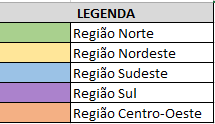 LEGENDA
Região Norte
Região Nordeste
Região Sudeste
Região Sul
Região Centro-Oeste